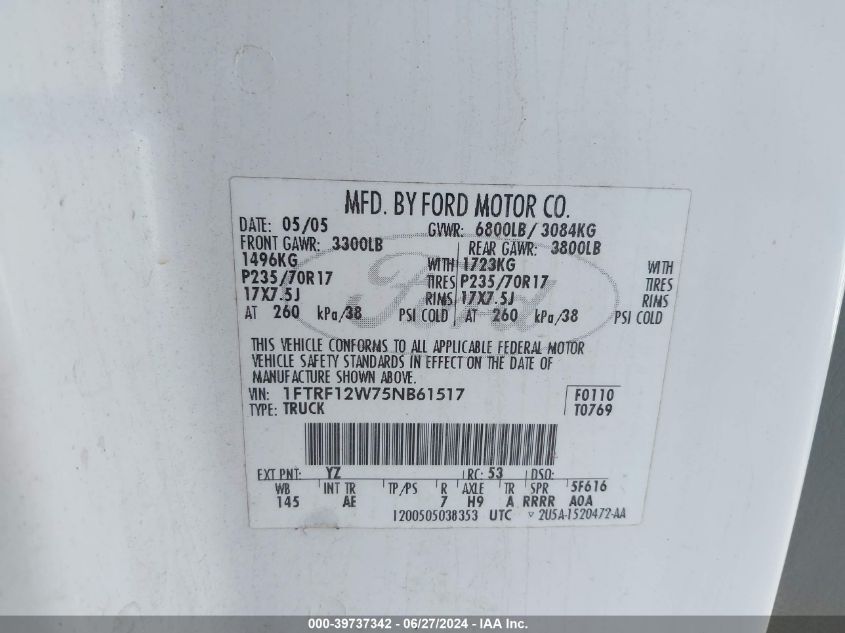 MFD. BY FORD MOTOR CO.
DATE: 05/05 GVWR: 6800LB/ 3084KG
FRONT GAWR: 3300LB REAR GAWR: 3800LB
1496KG WITH 1723KG WITH
P235/70R17 TIRES P235/70R17 TIRES
17X7.5J RIMS 17X7.5J RIMS
AT 260 kPa/38 PSI COLD AT 260 kPa/38 PSI COLD
Ford
THIS VEHICLE CONFORMS TO ALL APPLICABLE FEDERAL MOTOR
VEHICLE SAFETY STANDARDS IN EFFECT ON THE DATE OF
MANUFACTURE SHOWN ABOVE.
VIN: 1FTRF12W75NB61517 F0110
TYPE: TRUCK T0769
EXT PNT: YZ RC: 53 DSO:
WB INT TR TP/PS R AXLE TR SPR 5F616
145 AE 7 H9 A RRRR A0A
1200505038353 UTC ▽ 2U5A-1520472-AA
000-39737342 / 06/27/2024 - IAA Inc.